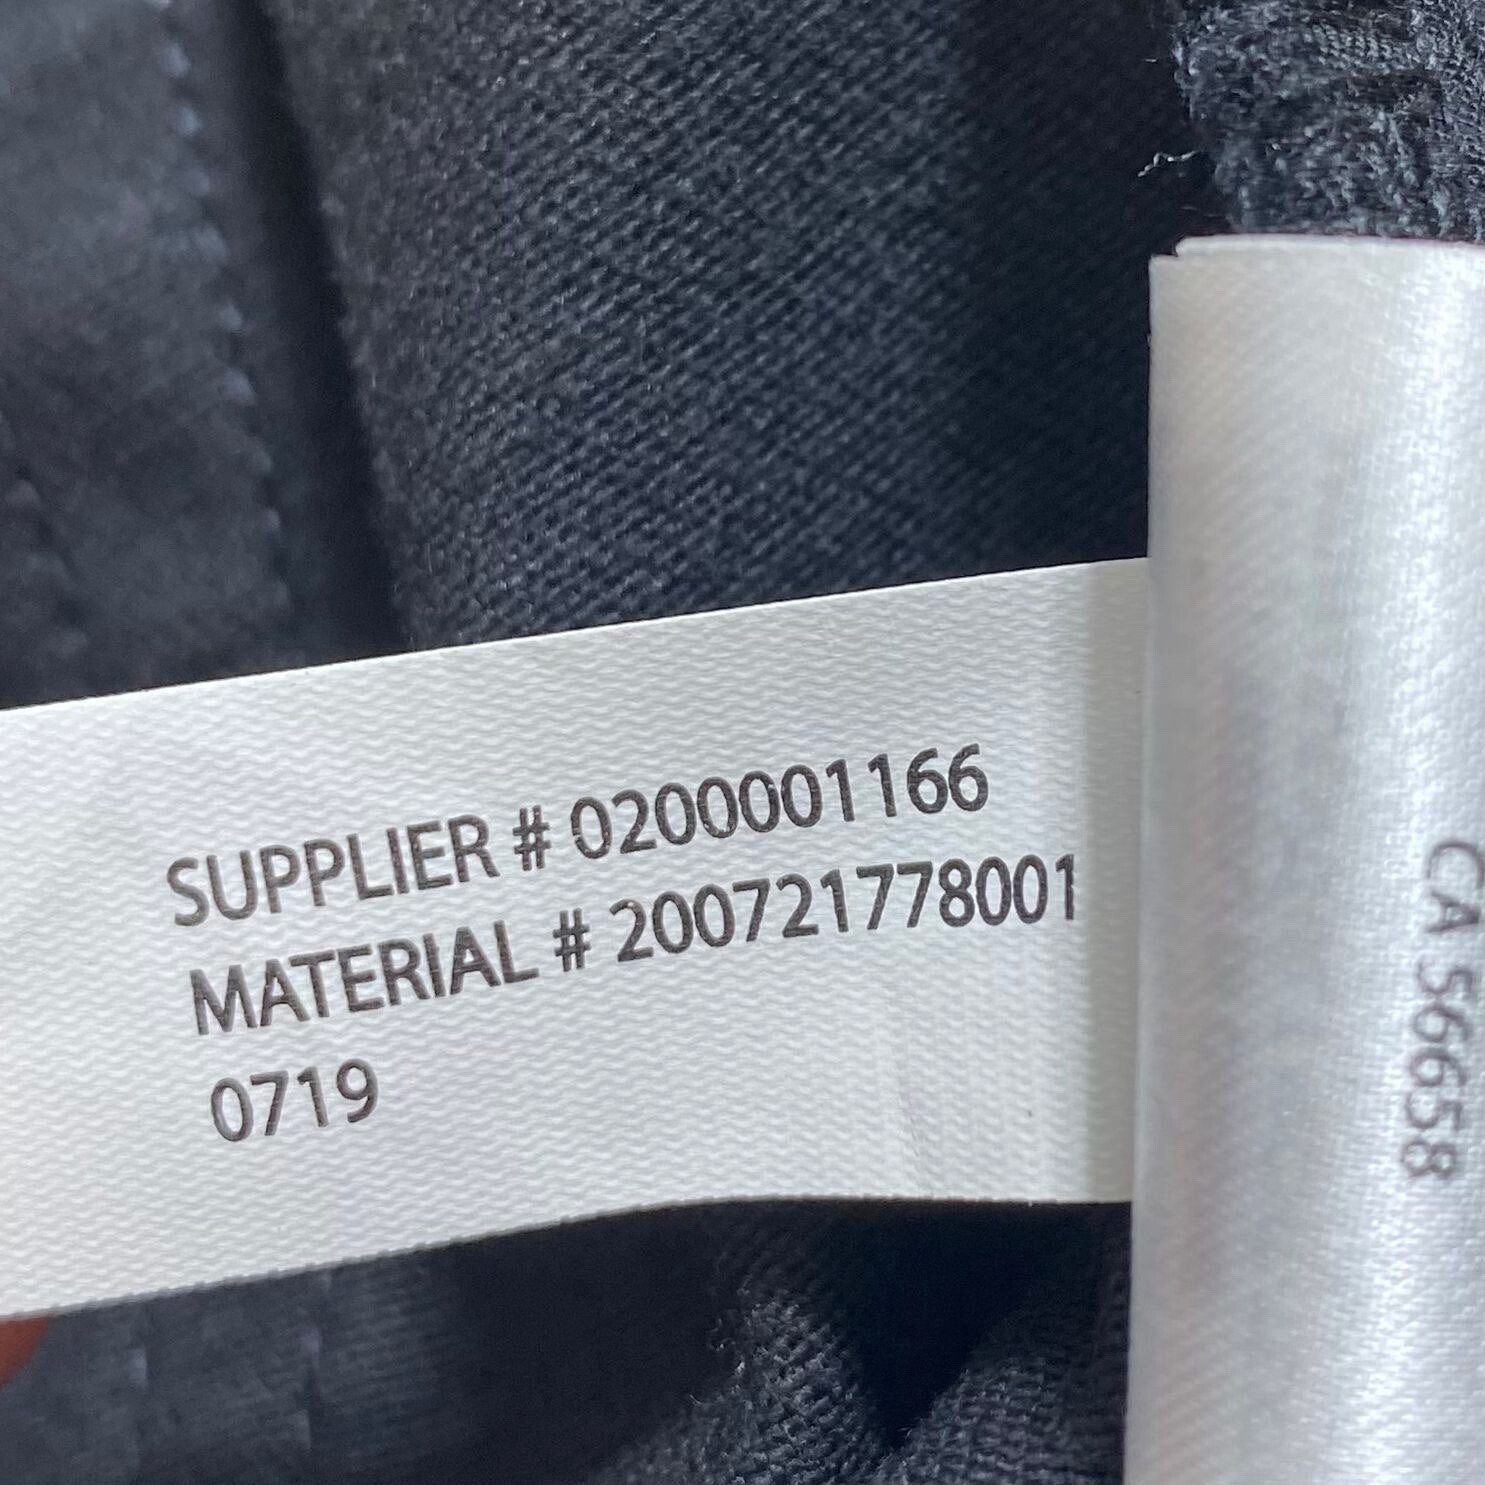 SUPPLIER # 0200001166
MATERIAL # 200721778001
0719
CA 56658